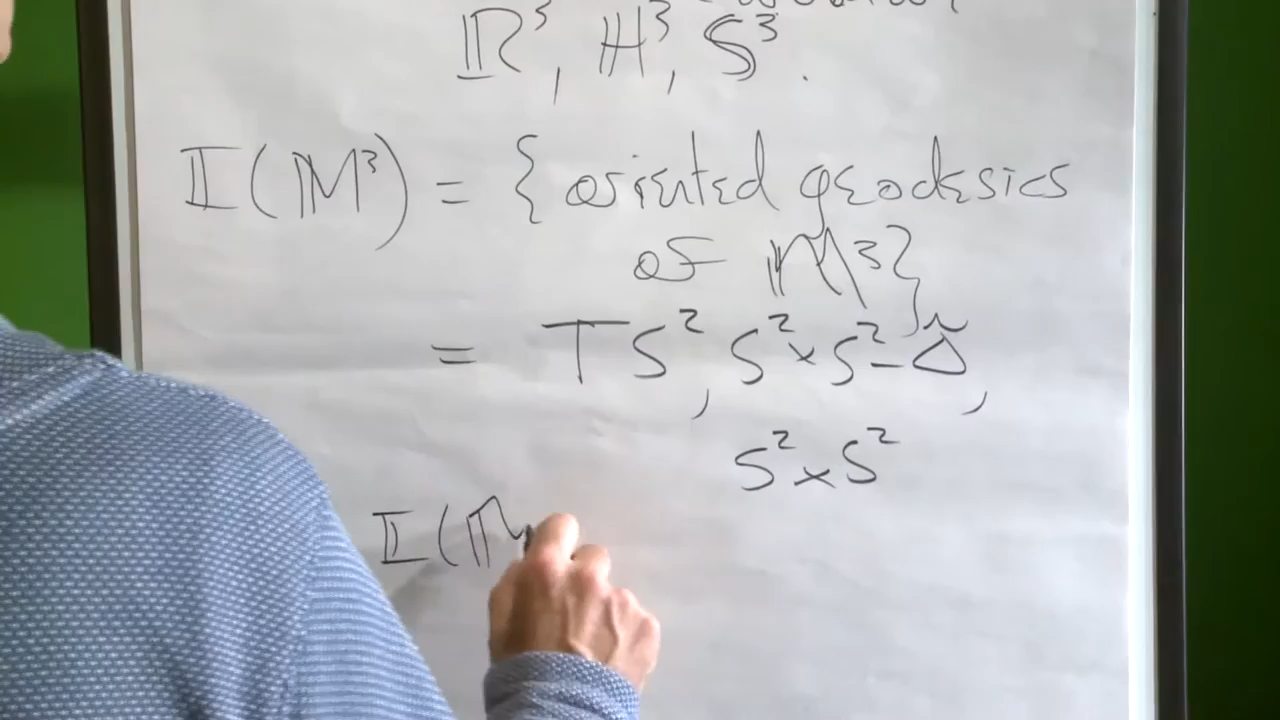 ℝ³, ℍ³, S³.
𝕃(𝕄³) = { oriented geodesics
of 𝕄³}
= TS², S²×S²−Δ̃,
S²×S²
𝕃(𝕄